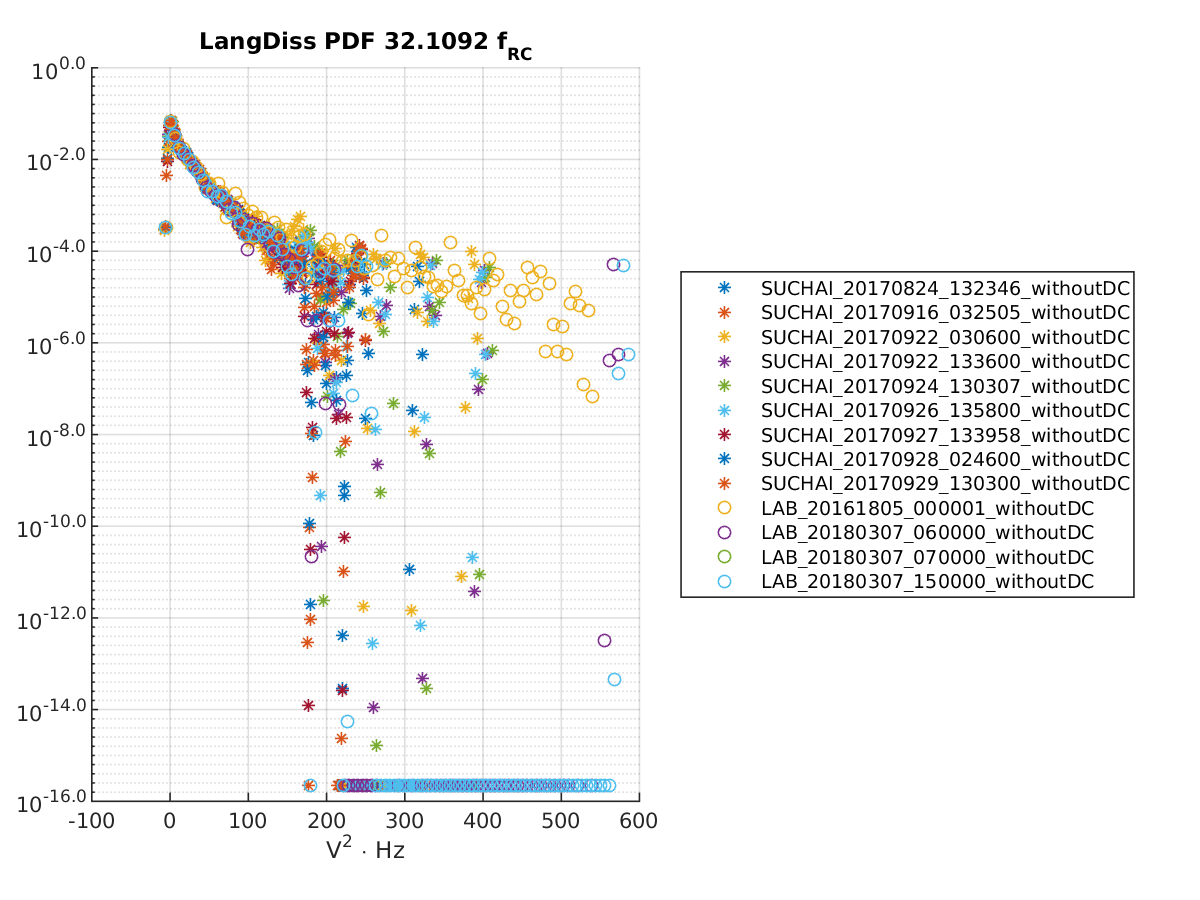 LangDiss PDF 32.1092 f_RC
10^0.0
10^-2.0
10^-4.0
10^-6.0
10^-8.0
10^-10.0
10^-12.0
10^-14.0
10^-16.0
-100 0 100 200 300 400 500 600
V^2 · Hz
SUCHAI_20170824_132346_withoutDC
SUCHAI_20170916_032505_withoutDC
SUCHAI_20170922_030600_withoutDC
SUCHAI_20170922_133600_withoutDC
SUCHAI_20170924_130307_withoutDC
SUCHAI_20170926_135800_withoutDC
SUCHAI_20170927_133958_withoutDC
SUCHAI_20170928_024600_withoutDC
SUCHAI_20170929_130300_withoutDC
LAB_20161805_000001_withoutDC
LAB_20180307_060000_withoutDC
LAB_20180307_070000_withoutDC
LAB_20180307_150000_withoutDC